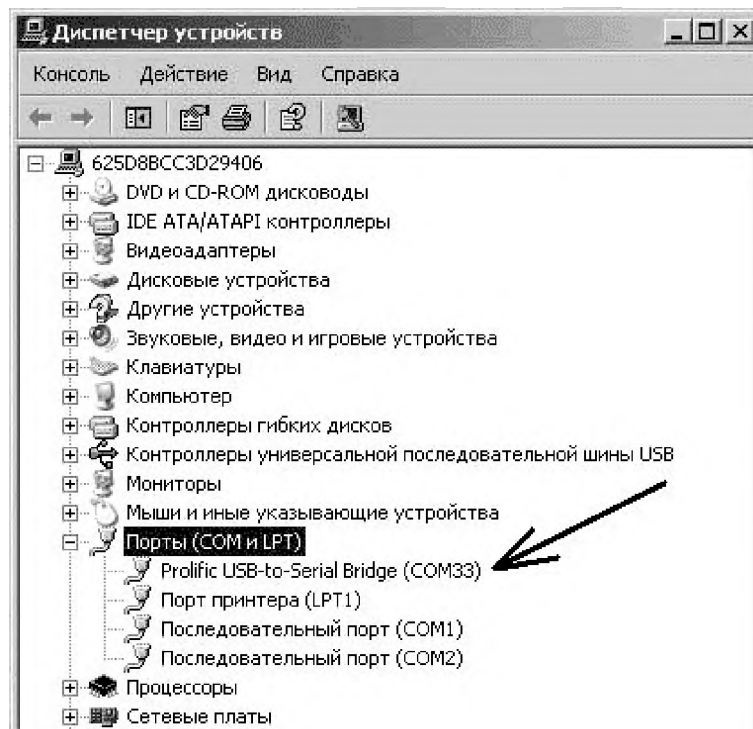 Диспетчер устройств
Консоль Действие Вид Справка
625D8BCC3D29406
DVD и CD-ROM дисководы
IDE ATA/ATAPI контроллеры
Видеоадаптеры
Дисковые устройства
Другие устройства
Звуковые, видео и игровые устройства
Клавиатуры
Компьютер
Контроллеры гибких дисков
Контроллеры универсальной последовательной шины USB
Мониторы
Мыши и иные указывающие устройства
Порты (COM и LPT)
Prolific USB-to-Serial Bridge (COM33)
Порт принтера (LPT1)
Последовательный порт (COM1)
Последовательный порт (COM2)
Процессоры
Сетевые платы